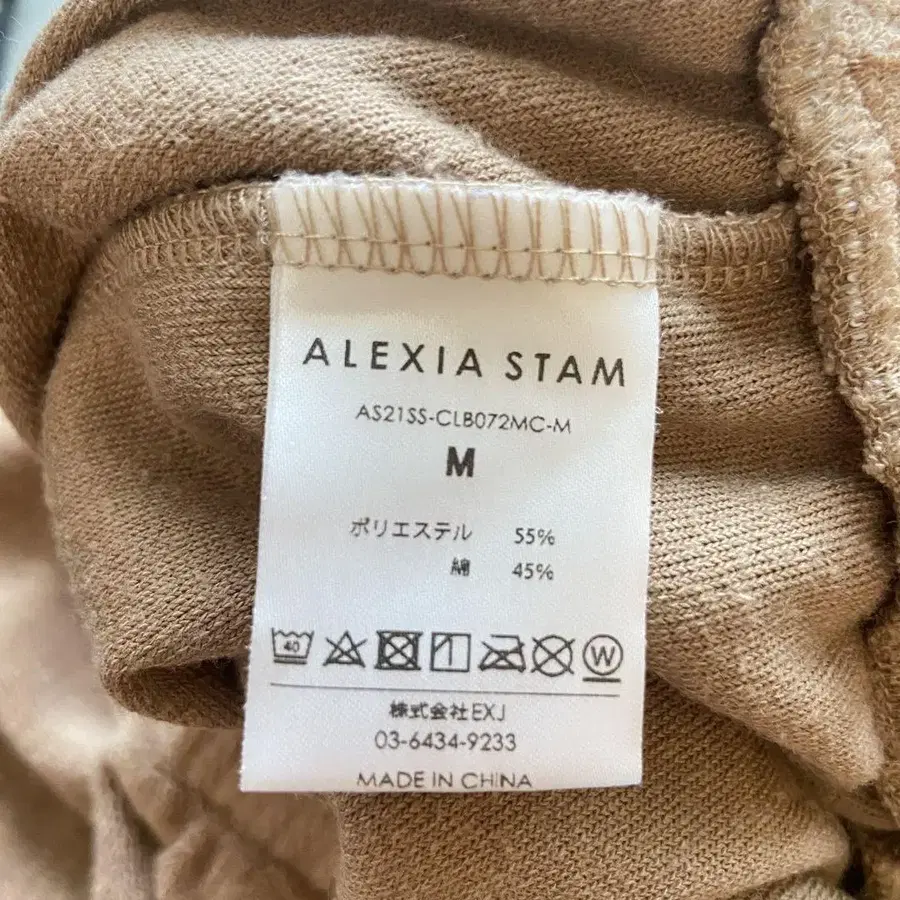 ALEXIA STAM
AS21SS-CLB072MC-M
M
ポリエステル 55%
綿 45%
40 W
株式会社EXJ
03-6434-9233
MADE IN CHINA